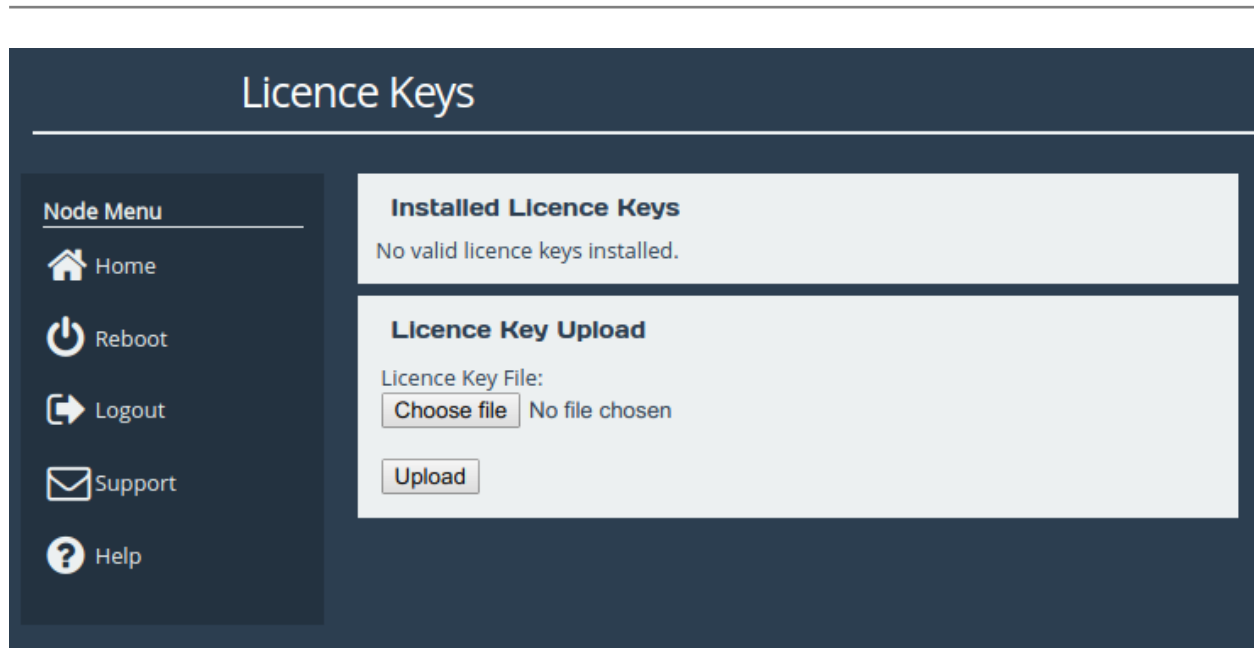 Licence Keys
Node Menu
Home
Reboot
Logout
Support
Help
Installed Licence Keys
No valid licence keys installed.
Licence Key Upload
Licence Key File:
Choose file No file chosen
Upload